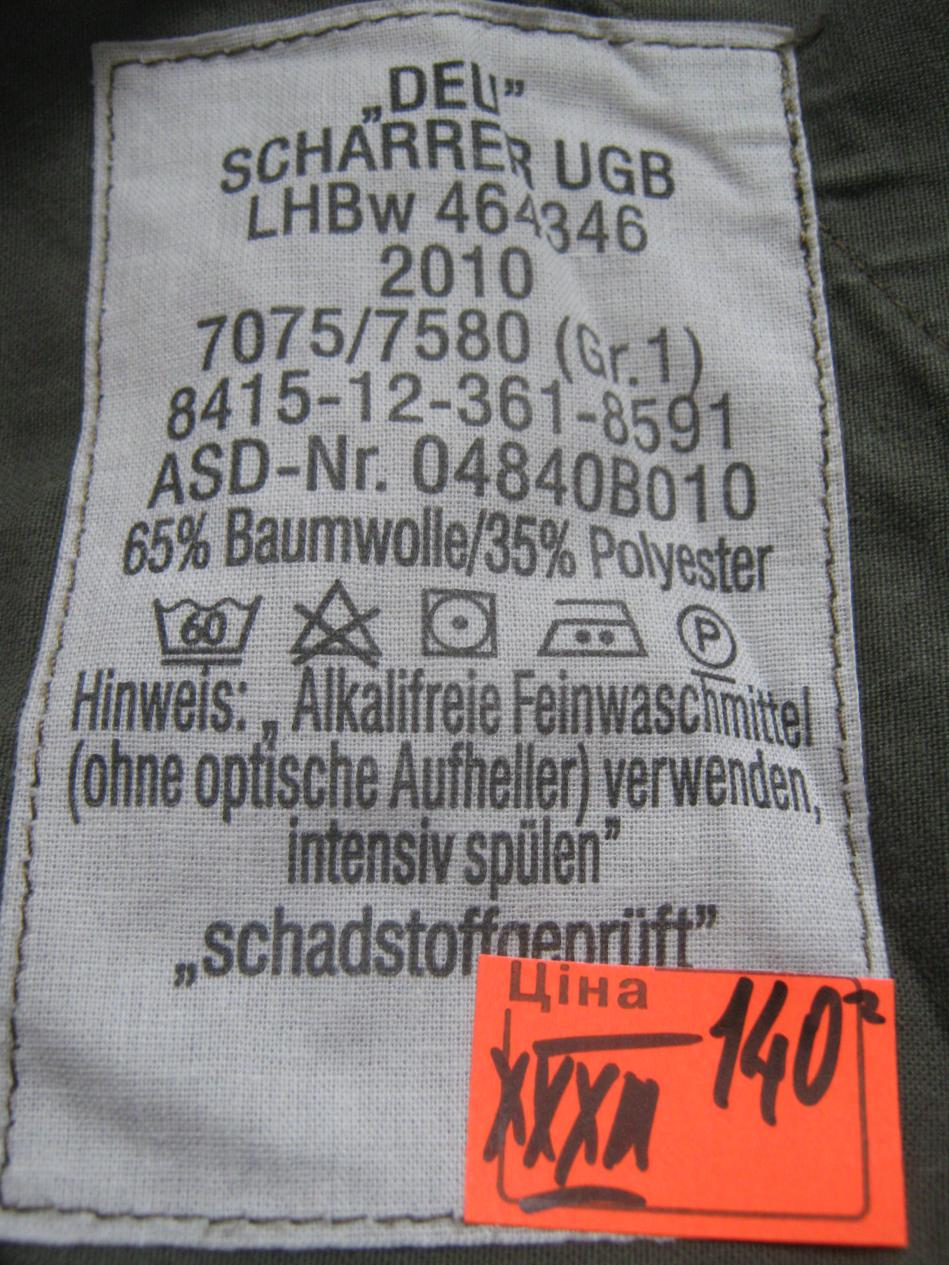 „DEU”
SCHARRER UGB
LHBw 464346
2010
7075/7580 (Gr.1)
8415-12-361-8591
ASD-Nr. 04840B010
65% Baumwolle/35% Polyester
60 P
Hinweis: „ Alkalifreie Feinwaschmittel
(ohne optische Aufheller) verwenden,
intensiv spülen”
„schadstoffgeprüft”
Ціна
140